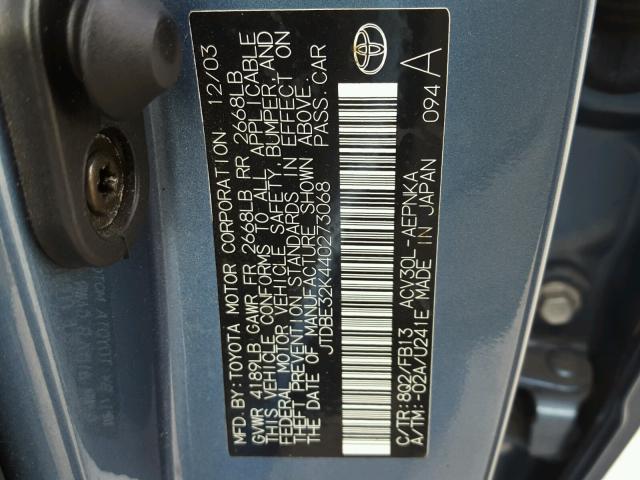 MFD. BY: TOYOTA MOTOR CORPORATION 12/03
GVWR 4189LB GAWR FR 2668LB RR 2668LB
THIS VEHICLE CONFORMS TO ALL APPLICABLE
FEDERAL MOTOR VEHICLE SAFETY, BUMPER, AND
THEFT PREVENTION STANDARDS IN EFFECT ON
THE DATE OF MANUFACTURE SHOWN ABOVE.
JTDBE32K440273068 PASS CAR
C/TR: 8Q2/FB13 ACV30L-AEPNKA
A/TM: -02A/U241E MADE IN JAPAN 094 A